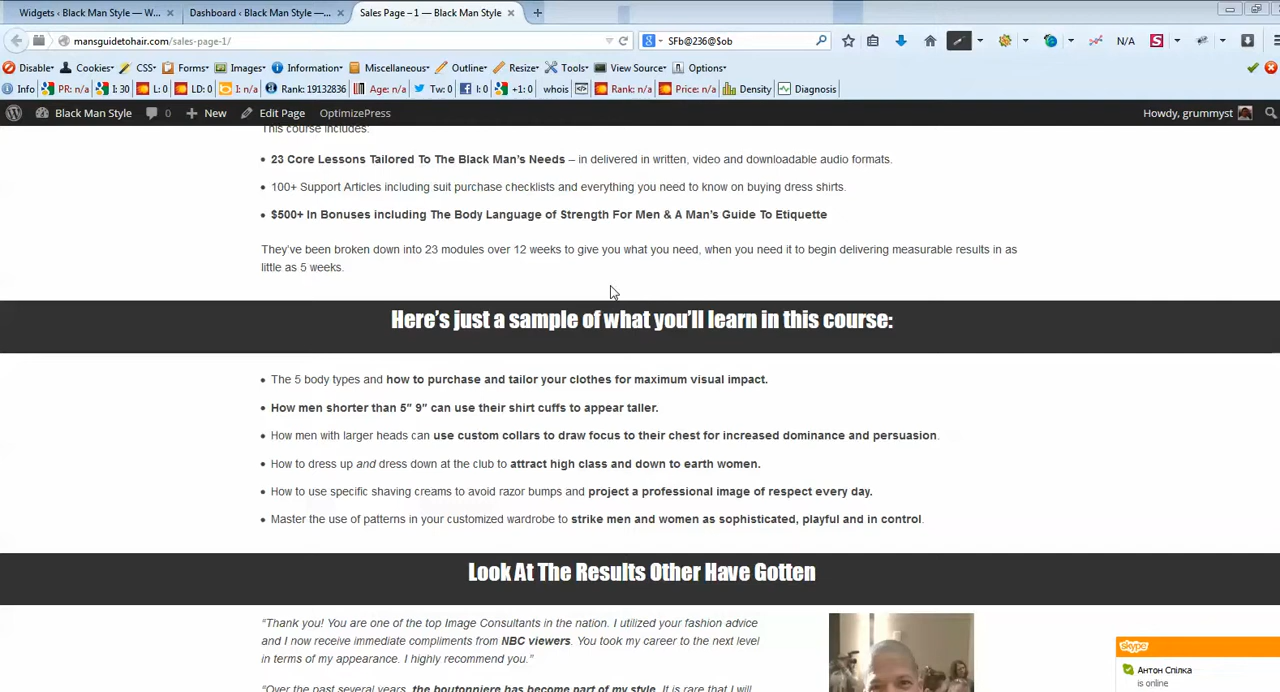 Widgets ‹ Black Man Style — W...
Dashboard ‹ Black Man Style —...
Sales Page – 1 — Black Man Style
mansguidetohair.com/sales-page-1/
SFb@236@$ob
N/A
Disable
Cookies
CSS
Forms
Images
Information
Miscellaneous
Outline
Resize
Tools
View Source
Options
Info
PR: n/a
I: 30
L: 0
LD: 0
I: n/a
Rank: 19132836
Age: n/a
Tw: 0
I: 0
+1: 0
whois
Rank: n/a
Price: n/a
Density
Diagnosis
Black Man Style
0
New
Edit Page
OptimizePress
Howdy, grummyst
This course includes:
23 Core Lessons Tailored To The Black Man's Needs – in delivered in written, video and downloadable audio formats.
100+ Support Articles including suit purchase checklists and everything you need to know on buying dress shirts.
$500+ In Bonuses including The Body Language of Strength For Men & A Man's Guide To Etiquette
They've been broken down into 23 modules over 12 weeks to give you what you need, when you need it to begin delivering measurable results in as
little as 5 weeks.
Here's just a sample of what you'll learn in this course:
The 5 body types and how to purchase and tailor your clothes for maximum visual impact.
How men shorter than 5″ 9″ can use their shirt cuffs to appear taller.
How men with larger heads can use custom collars to draw focus to their chest for increased dominance and persuasion.
How to dress up and dress down at the club to attract high class and down to earth women.
How to use specific shaving creams to avoid razor bumps and project a professional image of respect every day.
Master the use of patterns in your customized wardrobe to strike men and women as sophisticated, playful and in control.
Look At The Results Other Have Gotten
"Thank you! You are one of the top Image Consultants in the nation. I utilized your fashion advice
and I now receive immediate compliments from NBC viewers. You took my career to the next level
in terms of my appearance. I highly recommend you."
"Over the past several years, the boutonniere has become part of my style. It is rare that I will
skype
Антон Спілка
is online